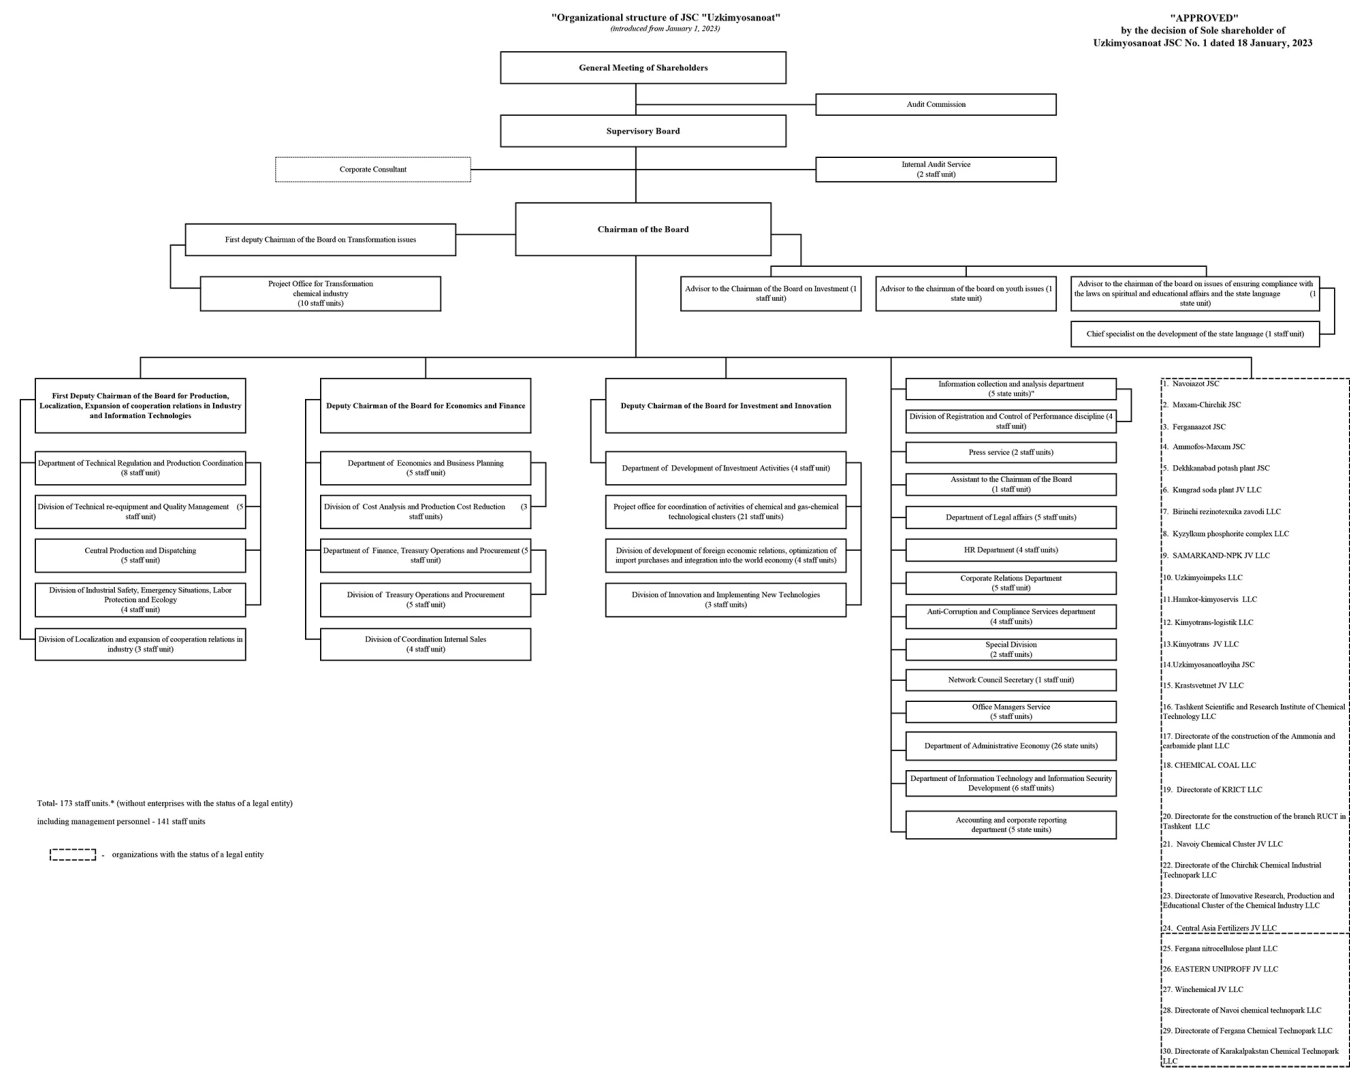 "Organizational structure of JSC "Uzkimyosanoat"
(introduced from January 1, 2023)
"APPROVED"
by the decision of Sole shareholder of
Uzkimyosanoat JSC No. 1 dated 18 January, 2023
General Meeting of Shareholders
Audit Commission
Supervisory Board
Corporate Consultant
Internal Audit Service
(2 staff unit)
Chairman of the Board
First deputy Chairman of the Board on Transformation issues
Project Office for Transformation
chemical industry
(10 staff units)
Advisor to the Chairman of the Board on Investment (1
staff unit)
Advisor to the chairman of the board on youth issues (1
state unit)
Advisor to the chairman of the board on issues of ensuring compliance with
the laws on spiritual and educational affairs and the state language (1
state unit)
Chief specialist on the development of the state language (1 staff unit)
First Deputy Chairman of the Board for Production,
Localization, Expansion of cooperation relations in Industry
and Information Technologies
Department of Technical Regulation and Production Coordination
(8 staff unit)
Division of Technical re-equipment and Quality Management (5
staff unit)
Central Production and Dispatching
(5 staff unit)
Division of Industrial Safety, Emergency Situations, Labor
Protection and Ecology
(4 staff unit)
Division of Localization and expansion of cooperation relations in
industry (3 staff unit)
Deputy Chairman of the Board for Economics and Finance
Department of Economics and Business Planning
(5 staff unit)
Division of Cost Analysis and Production Cost Reduction (3
staff units)
Department of Finance, Treasury Operations and Procurement (5
staff unit)
Division of Treasury Operations and Procurement
(5 staff unit)
Division of Coordination Internal Sales
(4 staff unit)
Deputy Chairman of the Board for Investment and Innovation
Department of Development of Investment Activities (4 staff unit)
Project office for coordination of activities of chemical and gas-chemical
technological clusters (21 staff units)
Division of development of foreign economic relations, optimization of
import purchases and integration into the world economy (4 staff units)
Division of Innovation and Implementing New Technologies
(3 staff units)
Information collection and analysis department
(5 state units)"
Division of Registration and Control of Performance discipline (4
staff unit)
Press service (2 staff units)
Assistant to the Chairman of the Board
(1 staff unit)
Department of Legal affairs (5 staff units)
HR Department (4 staff units)
Corporate Relations Department
(5 staff unit)
Anti-Corruption and Compliance Services department
(4 staff units)
Special Division
(2 staff units)
Network Council Secretary (1 staff unit)
Office Managers Service
(5 staff units)
Department of Administrative Economy (26 state units)
Department of Information Technology and Information Security
Development (6 staff units)
Accounting and corporate reporting
department (5 state units)
1. Navoiazot JSC
2. Maxam-Chirchik JSC
3. Ferganaazot JSC
4. Ammofos-Maxam JSC
5. Dekhkanabad potash plant JSC
6. Kungrad soda plant JV LLC
7. Biriuchi rezinotexnika zavodi LLC
8. Kyzylkum phosphorite complex LLC
9. SAMARKAND-NPK JV LLC
10. Uzkimyoimpeks LLC
11.Hamkor-kimyoservis LLC
12. Kimyotrans-logistik LLC
13.Kimyotrans JV LLC
14.Uzkimyosanoatloyiha JSC
15. Krastsvetmet JV LLC
16. Tashkent Scientific and Research Institute of Chemical
Technology LLC
17. Directorate of the construction of the Ammonia and
carbamide plant LLC
18. CHEMICAL COAL LLC
19. Directorate of KRICT LLC
20. Directorate for the construction of the branch RUCT in
Tashkent LLC
21. Navoiy Chemical Cluster JV LLC
22. Directorate of the Chirchik Chemical Industrial
Technopark LLC
23. Directorate of Innovative Research, Production and
Educational Cluster of the Chemical Industry LLC
24. Central Asia Fertilizers JV LLC
25. Fergana nitrocellulose plant LLC
26. EASTERN UNIPROFF JV LLC
27. Winchemical JV LLC
28. Directorate of Navoi chemical technopark LLC
29. Directorate of Fergana Chemical Technopark LLC
30. Directorate of Karakalpakstan Chemical Technopark
LLC
Total- 173 staff units.* (without enterprises with the status of a legal entity)
including management personnel - 141 staff units
- organizations with the status of a legal entity